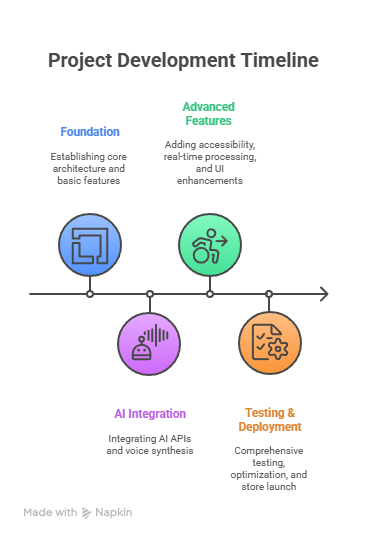 Project Development Timeline
Foundation
Establishing core
architecture and
basic features
Advanced
Features
Adding accessibility,
real-time processing,
and UI
enhancements
AI Integration
Integrating AI APIs
and voice synthesis
Testing &
Deployment
Comprehensive
testing,
optimization, and
store launch
Made with Napkin